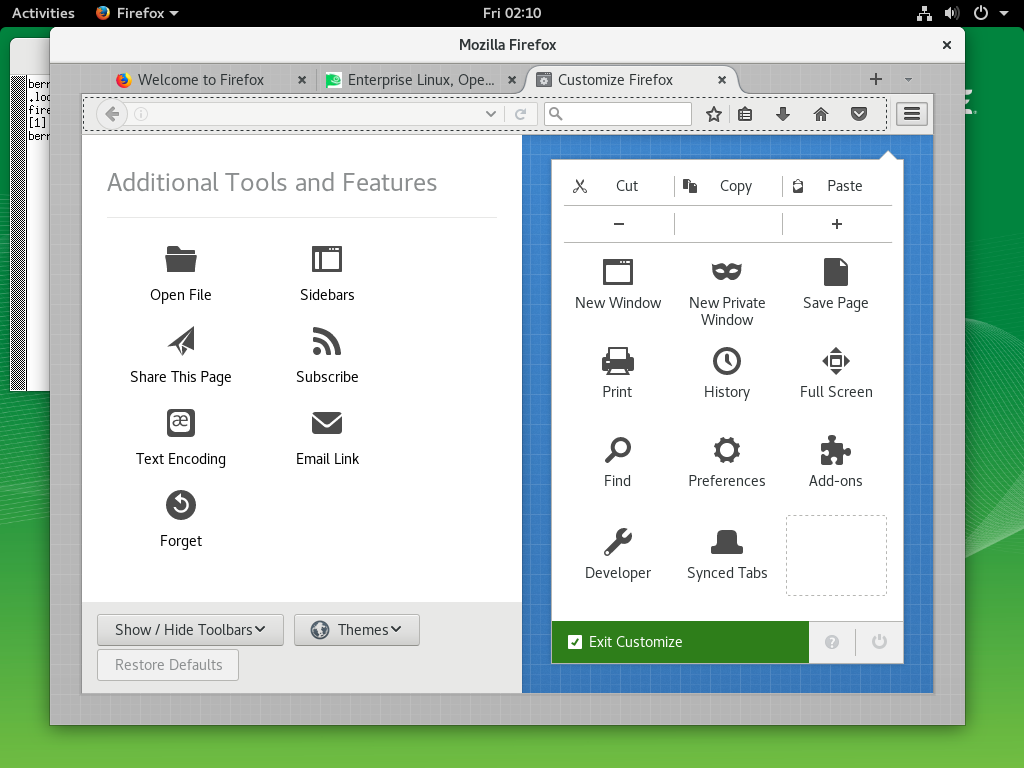 Activities Firefox Fri 02:10
Mozilla Firefox
Welcome to Firefox Enterprise Linux, Ope... Customize Firefox
berr
.loc
fire
[1]
berr
E.
Additional Tools and Features
Open File Sidebars
Share This Page Subscribe
Text Encoding Email Link
Forget
Show / Hide Toolbars Themes
Restore Defaults
Cut Copy Paste
− +
New Window New Private Window Save Page
Print History Full Screen
Find Preferences Add-ons
Developer Synced Tabs
Exit Customize